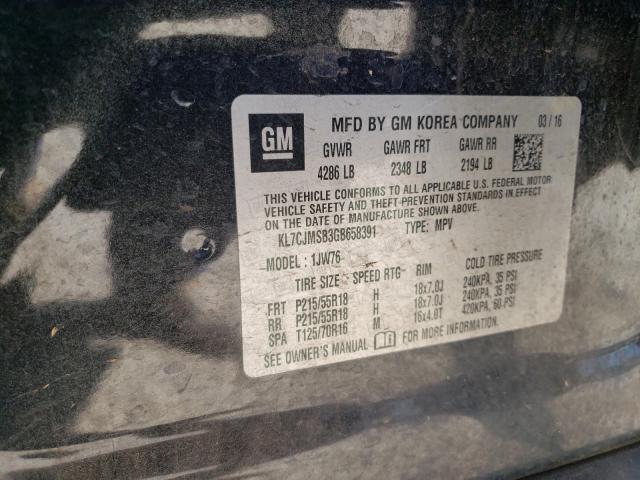 GM
MFD BY GM KOREA COMPANY 03/16
GVWR GAWR FRT GAWR RR
4286 LB 2348 LB 2194 LB
THIS VEHICLE CONFORMS TO ALL APPLICABLE U.S. FEDERAL MOTOR
VEHICLE SAFETY AND THEFT PREVENTION STANDARDS IN EFFECT
ON THE DATE OF MANUFACTURE SHOWN ABOVE.
KL7CJMSB3GB658391 TYPE: MPV
MODEL: 1JW76
TIRE SIZE SPEED RTG RIM COLD TIRE PRESSURE
FRT P215/55R18 H 18x7.0J 240KPA, 35 PSI
RR P215/55R18 H 18x7.0J 240KPA, 35 PSI
SPA T125/70R16 M 16x4.0T 420KPA, 60 PSI
SEE OWNER'S MANUAL FOR MORE INFORMATION.